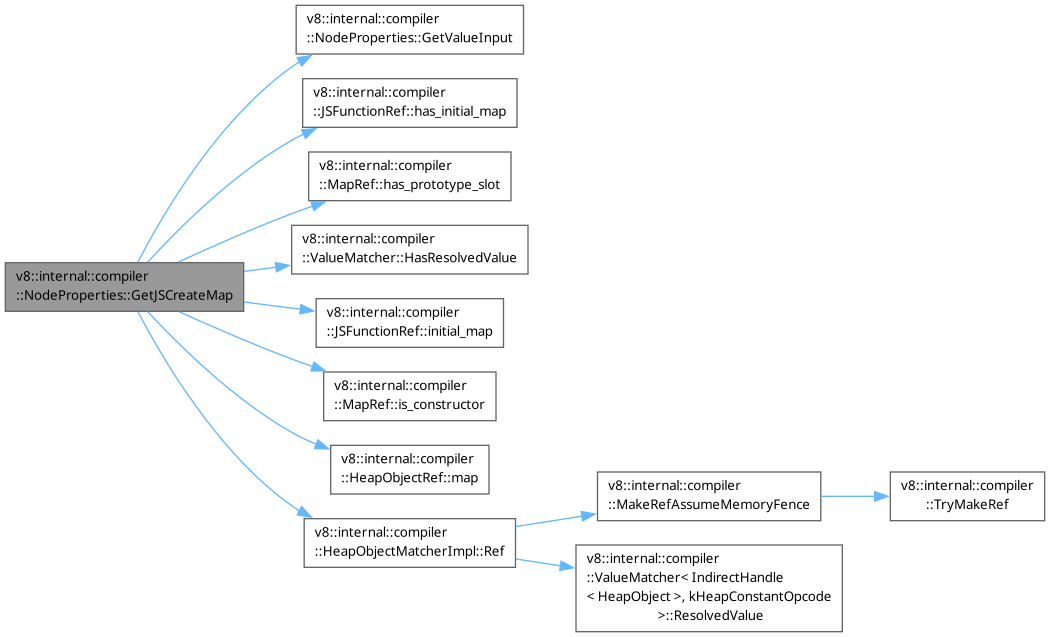 v8::internal::compiler
::NodeProperties::GetValueInput
v8::internal::compiler
::JSFunctionRef::has_initial_map
v8::internal::compiler
::MapRef::has_prototype_slot
v8::internal::compiler
::ValueMatcher::HasResolvedValue
v8::internal::compiler
::NodeProperties::GetJSCreateMap
v8::internal::compiler
::JSFunctionRef::initial_map
v8::internal::compiler
::MapRef::is_constructor
v8::internal::compiler
::HeapObjectRef::map
v8::internal::compiler
::HeapObjectMatcherImpl::Ref
v8::internal::compiler
::MakeRefAssumeMemoryFence
v8::internal::compiler
::TryMakeRef
v8::internal::compiler
::ValueMatcher< IndirectHandle
< HeapObject >, kHeapConstantOpcode
>::ResolvedValue